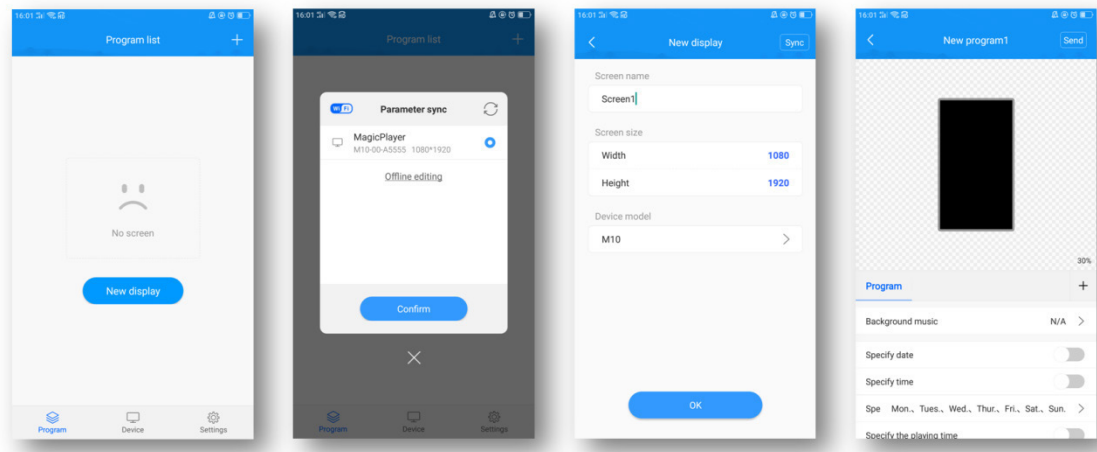 16:01
Program list
+
No screen
New display
Program
Device
Settings
16:01
Program list
+
WiFi
Parameter sync
MagicPlayer
M10-00-A5555 1080*1920
Offline editing
Confirm
Program
Device
Settings
16:01
New display
Sync
Screen name
Screen1
Screen size
Width 1080
Height 1920
Device model
M10
OK
16:01
New program1
Send
30%
Program
+
Background music N/A
Specify date
Specify time
Spe Mon.、Tues.、Wed.、Thur.、Fri.、Sat.、Sun.
Specify the playing time